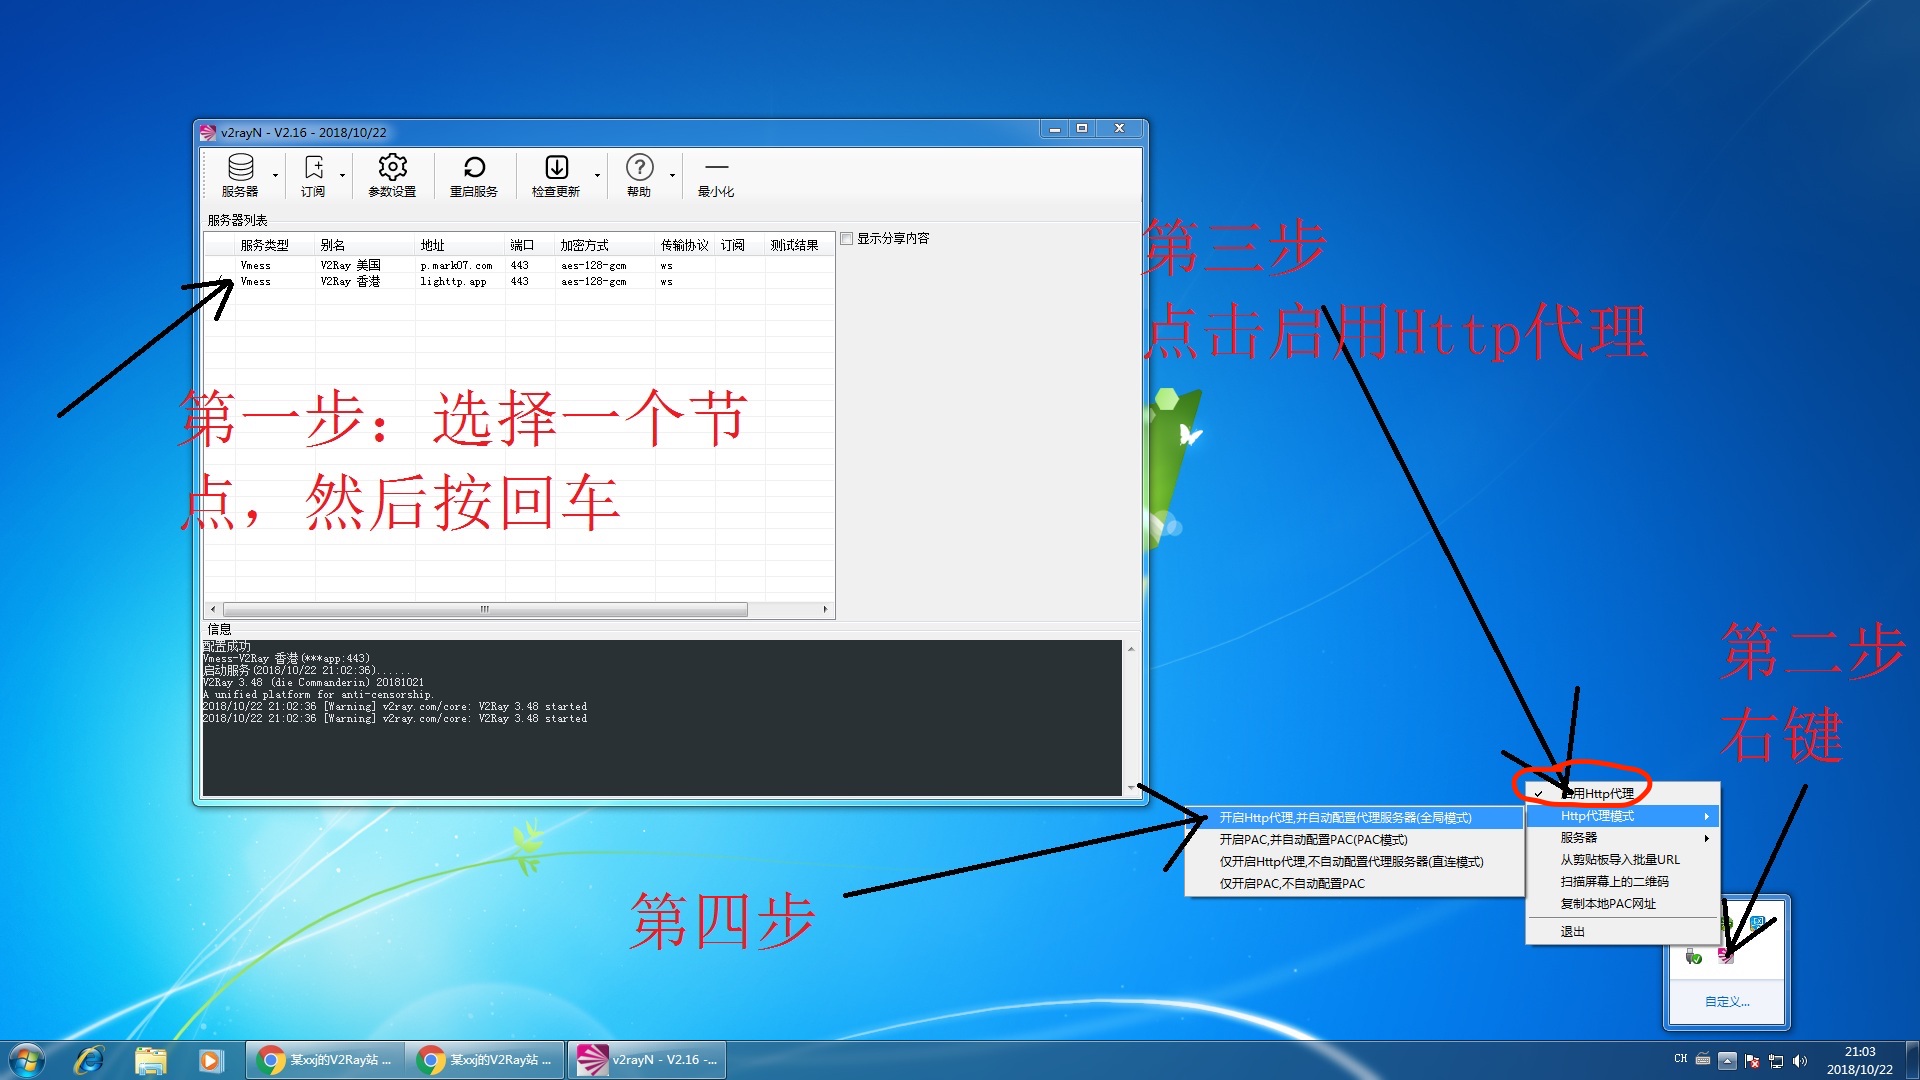 v2rayN - V2.16 - 2018/10/22
服务器 订阅 参数设置 重启服务 检查更新 帮助 最小化
服务器列表
服务类型 别名 地址 端口 加密方式 传输协议 订阅 测试结果
Vmess V2Ray 美国 p.mark07.com 443 aes-128-gcm ws
Vmess V2Ray 香港 lighttp.app 443 aes-128-gcm ws
显示分享内容
第三步
点击启用Http代理
第一步：选择一个节
点，然后按回车
信息
配置成功
Vmess-V2Ray 香港(***app:443)
启动服务(2018/10/22 21:02:36)......
V2Ray 3.48 (die Commanderin) 20181021
A unified platform for anti-censorship.
2018/10/22 21:02:36 [Warning] v2ray.com/core: V2Ray 3.48 started
2018/10/22 21:02:36 [Warning] v2ray.com/core: V2Ray 3.48 started
第二步
右键
启用Http代理
Http代理模式
服务器
从剪贴板导入批量URL
扫描屏幕上的二维码
复制本地PAC网址
退出
开启Http代理,并自动配置代理服务器(全局模式)
开启PAC,并自动配置PAC(PAC模式)
仅开启Http代理,不自动配置代理服务器(直连模式)
仅开启PAC,不自动配置PAC
第四步
自定义...
某xxj的V2Ray站 ...
某xxj的V2Ray站 ...
v2rayN - V2.16 -...
CH
21:03
2018/10/22